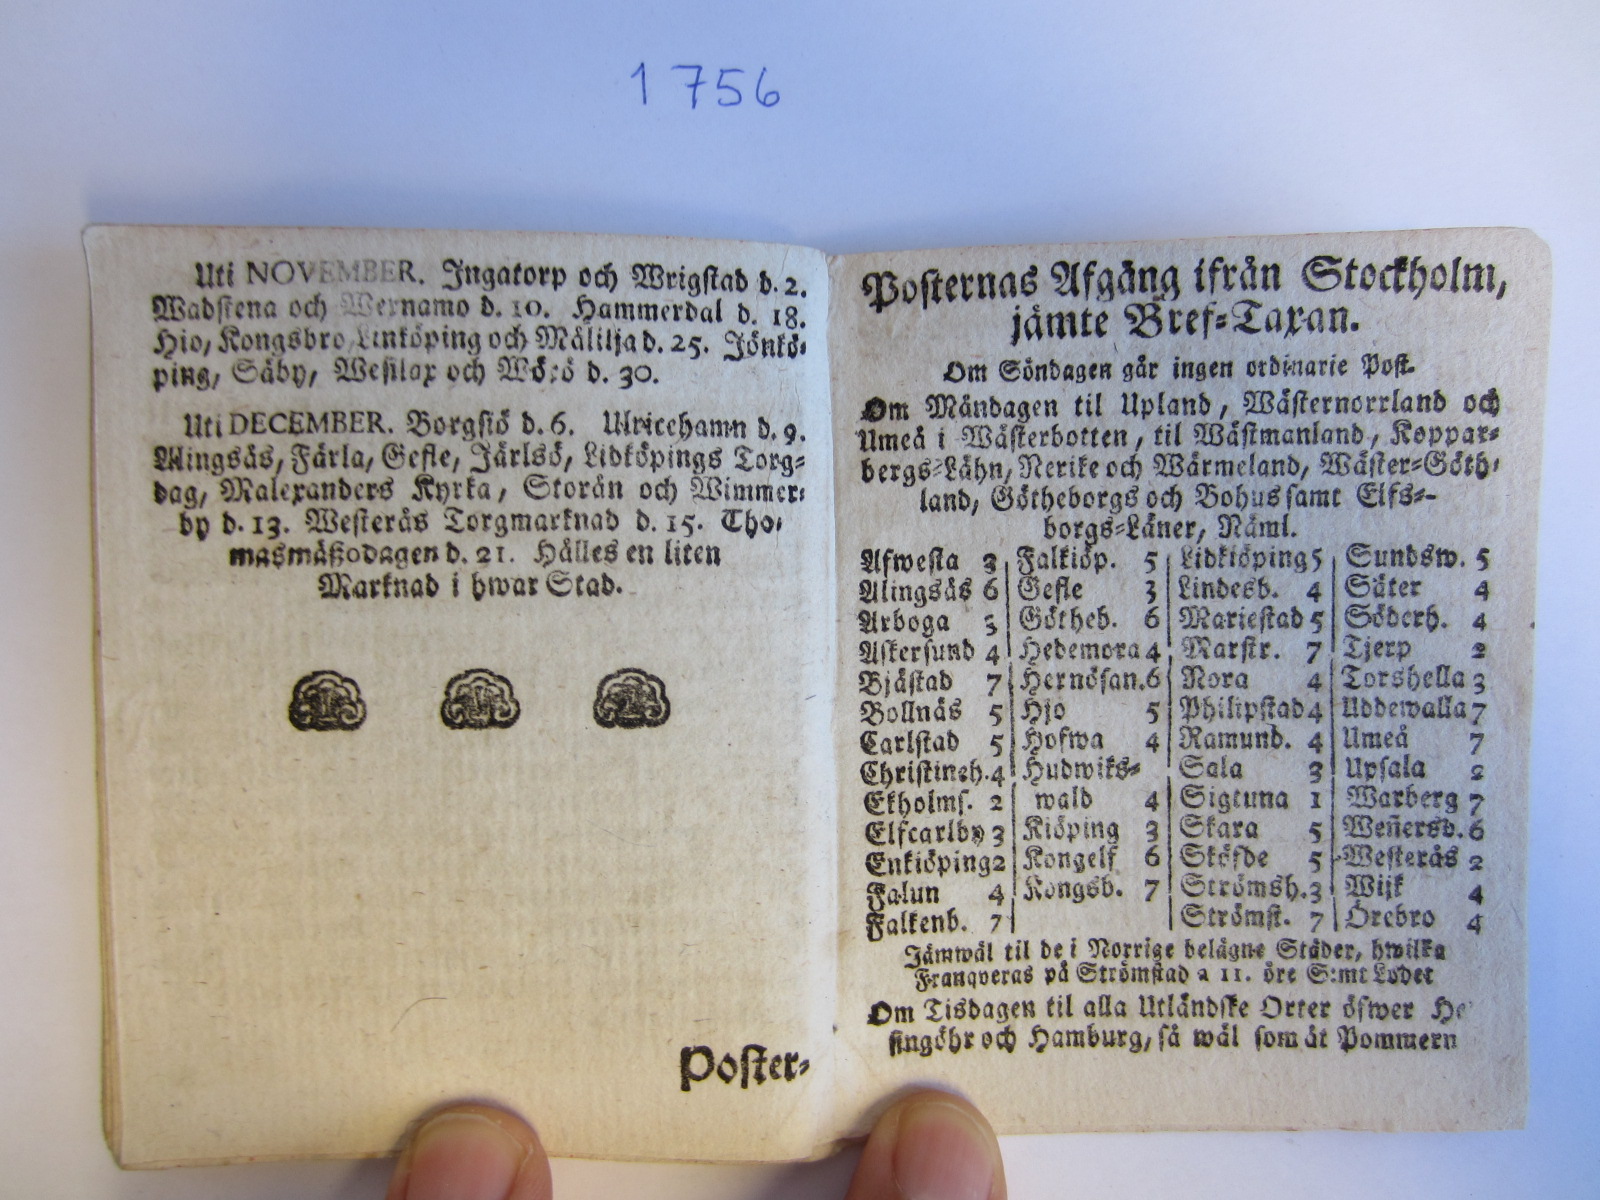 1756
Uti NOVEMBER. Ingatorp och Wrigstad d. 2.
Wadstena och Wernamo d. 10. Hammerdal d. 18.
Hjo, Kongsbro, Linköping och Målilja d. 25. Jönkö-
ping, Säby, Westlax och Wörö d. 30.
Uti DECEMBER. Borgsiö d. 6. Ulricehamn d. 9.
Alingsås, Färla, Gefle, Järlsö, Lidköpings Torg-
dag, Malexanders Kyrka, Storån och Wimmer-
by d. 13. Westerås Torgmarknad d. 15. Tho-
masmäßodagen d. 21. Hålles en liten
Marknad i hwar Stad.
Poster-
Posternas Afgång ifrån Stockholm,
jämte Bref-Taxan.
Om Söndagen går ingen ordinarie Post.
Om Måndagen til Upland, Wästernorrland och
Umeå i Wästerbotten, til Wästmanland, Koppar-
bergs-Lähn, Nerike och Wärmeland, Wäster-Göth-
land, Götheborgs och Bohus samt Elfs-
borgs-Läner, Näml.
Afwesta 3 Falkiöp. 5 Lidkiöping 5 Sundsw. 5
Alingsås 6 Gefle 3 Lindesb. 4 Säter 4
Arboga 3 Götheb. 6 Mariestad 5 Söderh. 4
Askersund 4 Hedemora 4 Marstr. 7 Tjerp 2
Bjästad 7 Hernösan. 6 Nora 4 Torshella 3
Bollnäs 5 Hjo 5 Philipstad 4 Uddewalla 7
Carlstad 5 Hofwa 4 Ramund. 4 Umeå 7
Christineh. 4 Hudwiks- Sala 3 Upsala 2
Ekholms. 2 wald 4 Sigtuna 1 Warberg 7
Elfcarlby 3 Kiöping 3 Skara 5 Weñersb. 6
Enkiöping 2 Kongelf 6 Sköfde 5 Westerås 2
Falun 4 Kongsb. 7 Strömsh. 3 Wijk 4
Falkenb. 7 Strömst. 7 Örebro 4
Jämwäl til de i Norrige belägne Städer, hwilka
Franqveras på Strömstad a 11. öre S:mt Lodet
Om Tisdagen til alla Utländske Orter öfwer He
singöhr och Hamburg, så wäl som åt Pommern